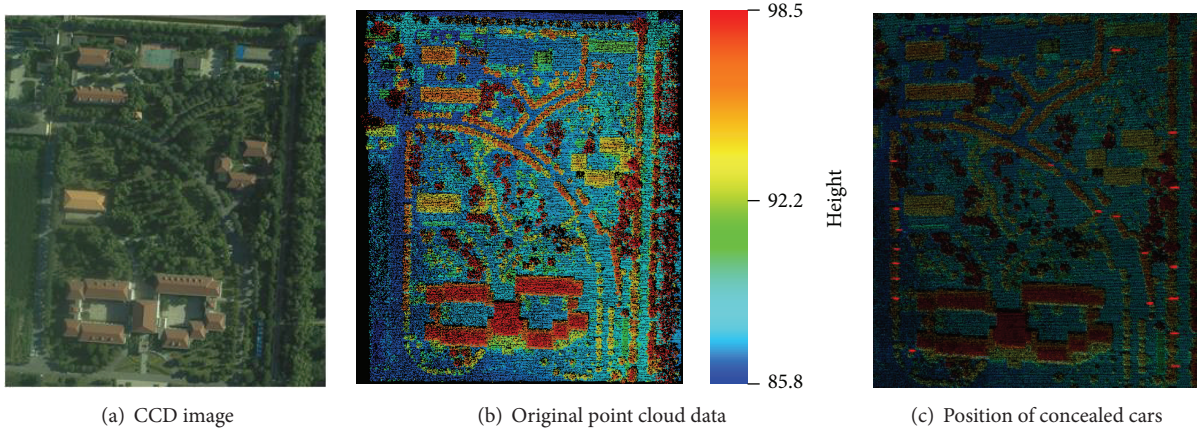 98.5
92.2
Height
85.8
(a) CCD image
(b) Original point cloud data
(c) Position of concealed cars